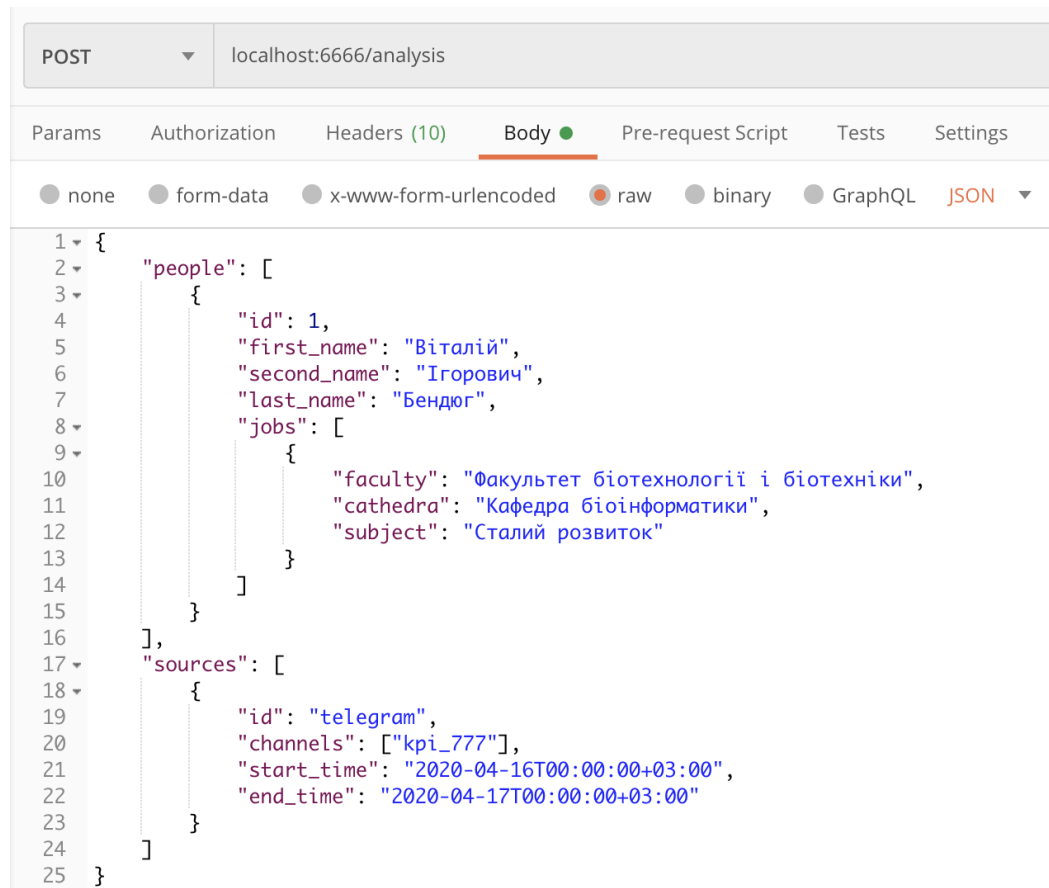 POST localhost:6666/analysis
Params Authorization Headers (10) Body Pre-request Script Tests Settings
none form-data x-www-form-urlencoded raw binary GraphQL JSON
1 {
2 "people": [
3 {
4 "id": 1,
5 "first_name": "Віталій",
6 "second_name": "Ігорович",
7 "last_name": "Бендюг",
8 "jobs": [
9 {
10 "faculty": "Факультет біотехнології і біотехніки",
11 "cathedra": "Кафедра біоінформатики",
12 "subject": "Сталий розвиток"
13 }
14 ]
15 }
16 ],
17 "sources": [
18 {
19 "id": "telegram",
20 "channels": ["kpi_777"],
21 "start_time": "2020-04-16T00:00:00+03:00",
22 "end_time": "2020-04-17T00:00:00+03:00"
23 }
24 ]
25 }